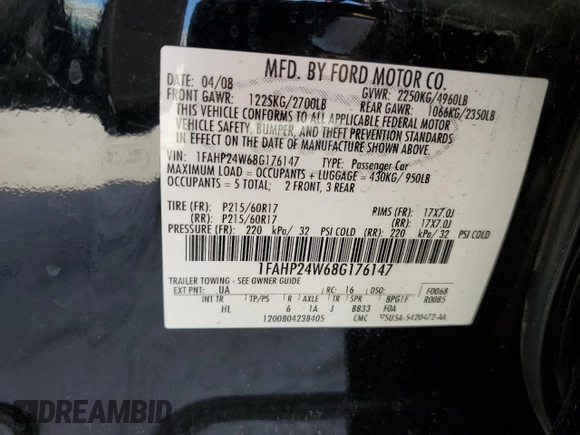 MFD. BY FORD MOTOR CO.
DATE: 04/08 GVWR: 2250KG/4960LB
FRONT GAWR: 1225KG/2700LB REAR GAWR: 1066KG/2350LB
THIS VEHICLE CONFORMS TO ALL APPLICABLE FEDERAL MOTOR
VEHICLE SAFETY, BUMPER, AND THEFT PREVENTION STANDARDS
IN EFFECT ON THE DATE OF MANUFACTURE SHOWN ABOVE.
VIN: 1FAHP24W68G176147 TYPE: Passenger Car
MAXIMUM LOAD = OCCUPANTS + LUGGAGE = 430KG/ 950LB
OCCUPANTS = 5 TOTAL; 2 FRONT, 3 REAR
TIRE (FR): P215/60R17 RIMS (FR): 17X7.0J
(RR): P215/60R17 (RR): 17X7.0J
PRESSURE (FR): 220 kPa/ 32 PSI COLD (RR): 220 kPa/ 32 PSI COLD
1FAHP24W68G176147
TRAILER TOWING - SEE OWNER GUIDE
EXT PNT: UA RC: 16 DSO: F0068
INT TR TP/PS R AXLE TR SPR BPGTF R0085
HL 6 1A J BB33 FOA
1200804238405 CMC 5U5A-5420472-AA
DREAMBID